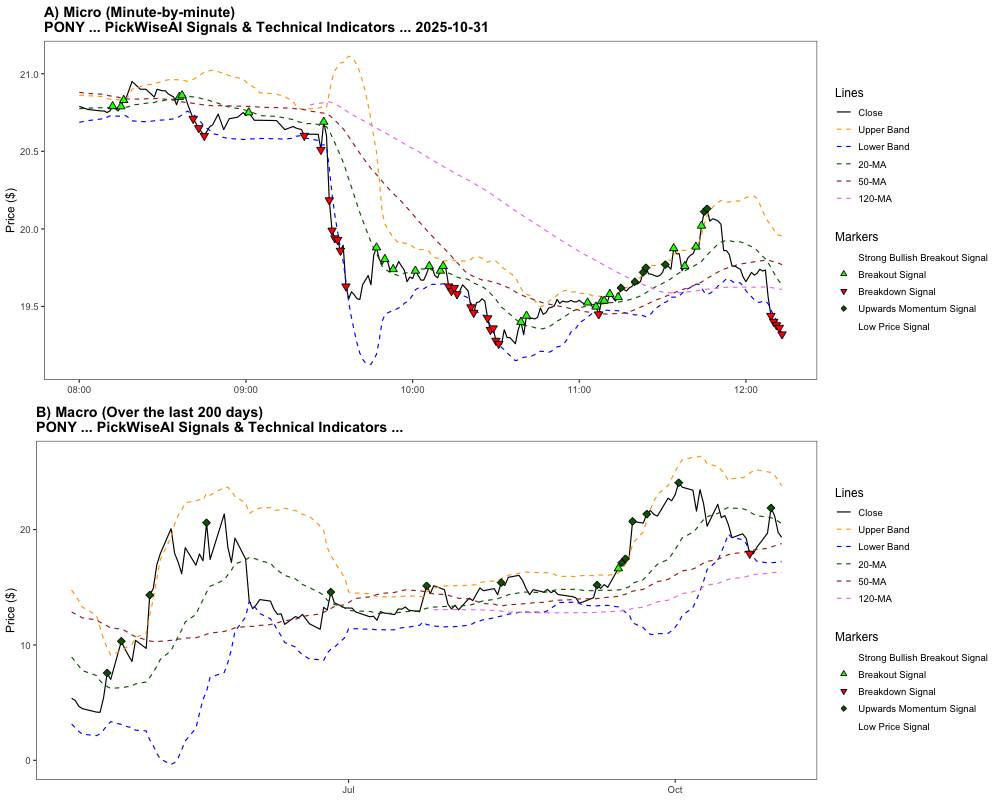 A) Micro (Minute-by-minute)
PONY ... PickWiseAI Signals & Technical Indicators ... 2025-10-31
Price ($)
21.0
20.5
20.0
19.5
08:00 09:00 10:00 11:00 12:00
Lines
Close
Upper Band
Lower Band
20-MA
50-MA
120-MA
Markers
Strong Bullish Breakout Signal
Breakout Signal
Breakdown Signal
Upwards Momentum Signal
Low Price Signal
B) Macro (Over the last 200 days)
PONY ... PickWiseAI Signals & Technical Indicators ...
Price ($)
20
10
0
Jul Oct
Lines
Close
Upper Band
Lower Band
20-MA
50-MA
120-MA
Markers
Strong Bullish Breakout Signal
Breakout Signal
Breakdown Signal
Upwards Momentum Signal
Low Price Signal